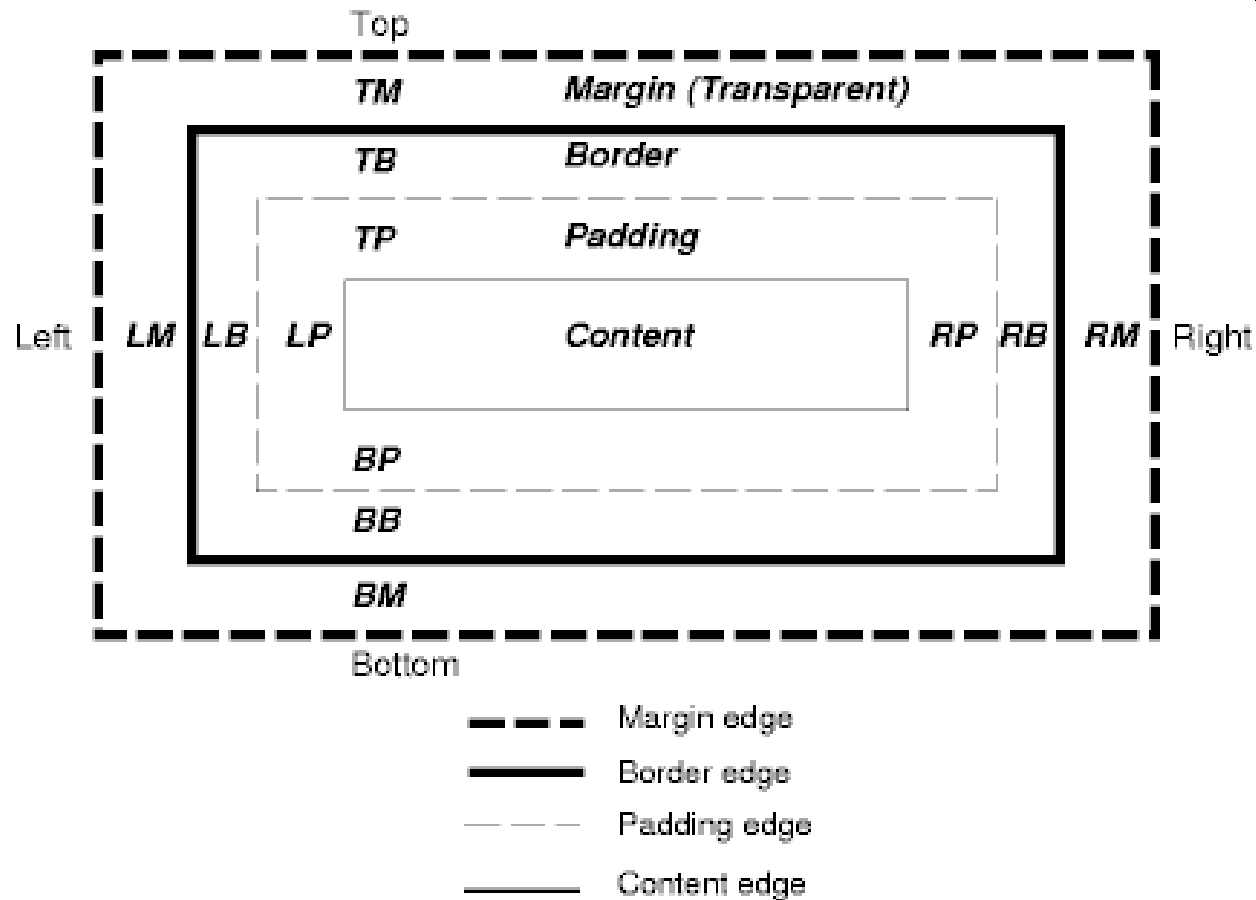 Top
TM Margin (Transparent)
TB Border
TP Padding
Left LM LB LP Content RP RB RM Right
BP
BB
BM
Bottom
Margin edge
Border edge
Padding edge
Content edge